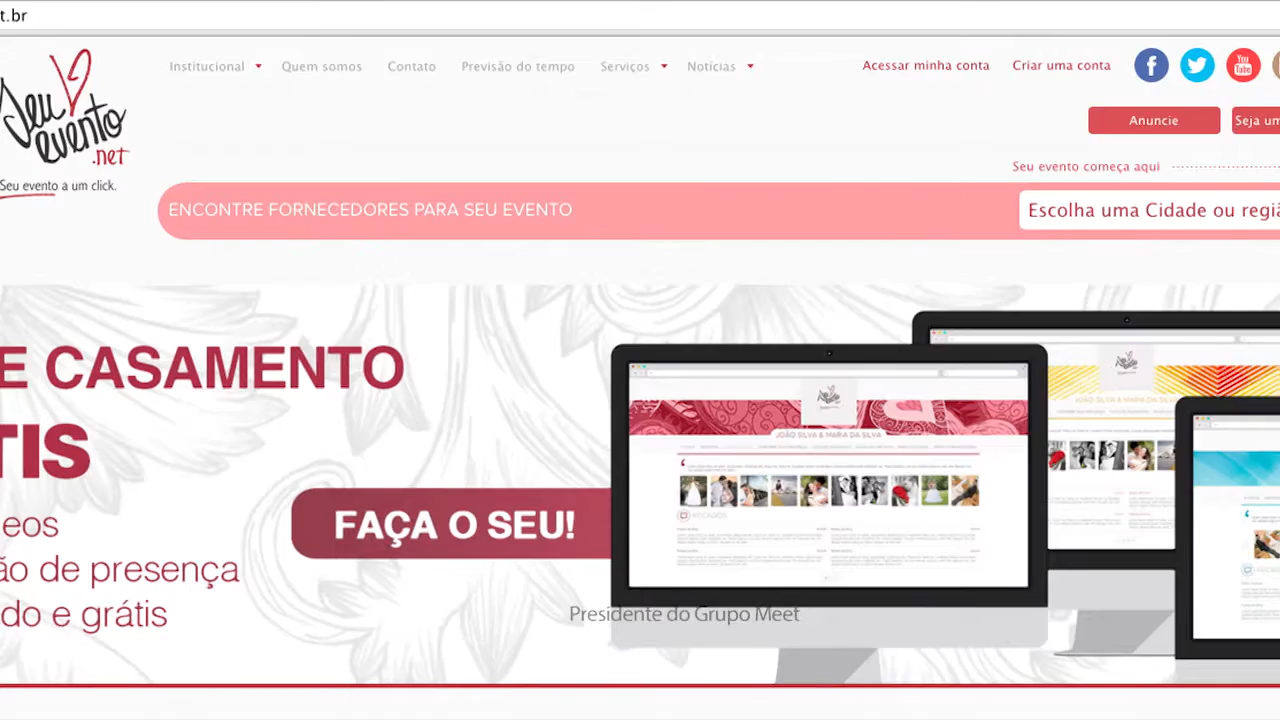 t.br
Seu
evento
.net
Seu evento a um click.
Institucional
Quem somos
Contato
Previsão do tempo
Serviços
Notícias
Acessar minha conta
Criar uma conta
You
Tube
Anuncie
Seja um
Seu evento começa aqui
ENCONTRE FORNECEDORES PARA SEU EVENTO
Escolha uma Cidade ou regiã
E CASAMENTO
TIS
eos
ão de presença
do e grátis
FAÇA O SEU!
JOÃO SILVA & MARIA DA SILVA
JOÃO SILVA & MARIA DA SILVA
RECADOS
Presidente do Grupo Meet